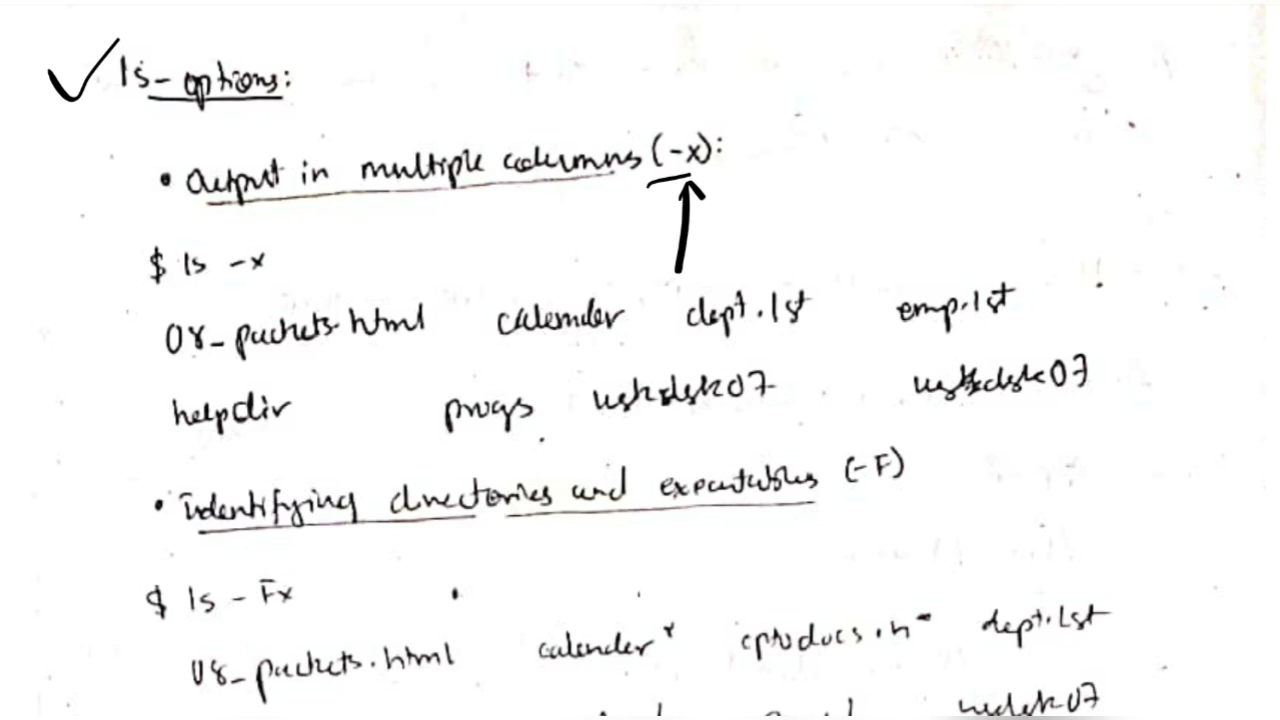 ls-options:
• Output in multiple columns (-x):
$ ls -x
08_packets.html calender dept.lst emp.lst
helpdir progs usksdsk07
• Identifying directories and executables (-F)
$ ls -Fx
08_packets.html calender* dept.lst